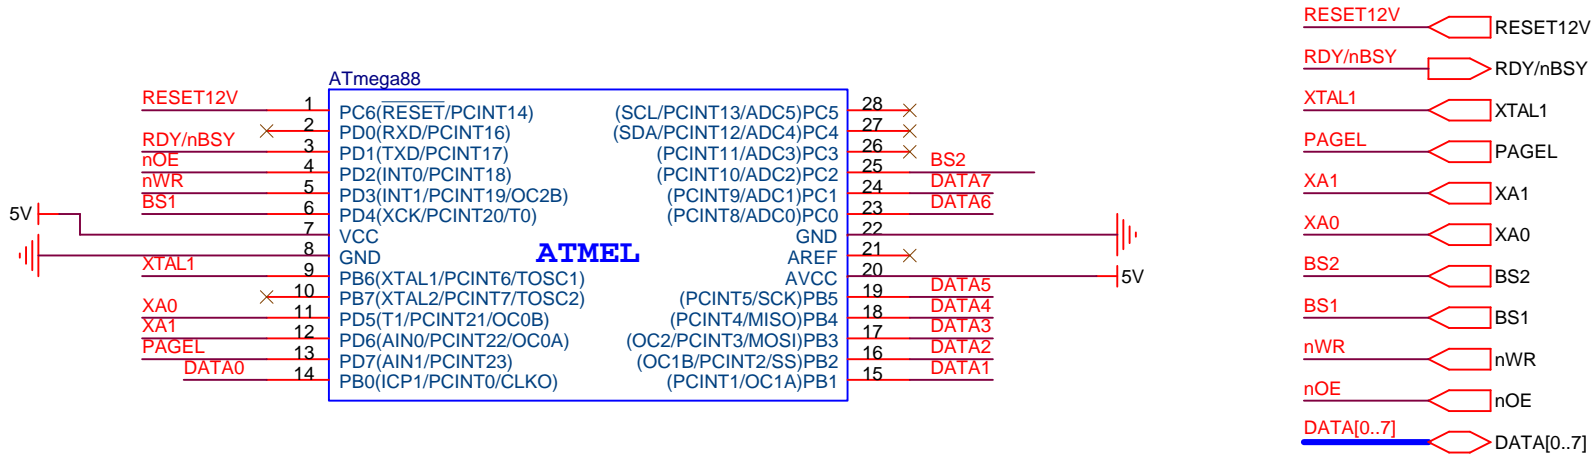 ATmega88
RESET12V 1 PC6(RESET/PCINT14) (SCL/PCINT13/ADC5)PC5 28
2 PD0(RXD/PCINT16) (SDA/PCINT12/ADC4)PC4 27
RDY/nBSY 3 PD1(TXD/PCINT17) (PCINT11/ADC3)PC3 26
nOE 4 PD2(INT0/PCINT18) (PCINT10/ADC2)PC2 25 BS2
nWR 5 PD3(INT1/PCINT19/OC2B) (PCINT9/ADC1)PC1 24 DATA7
BS1 6 PD4(XCK/PCINT20/T0) (PCINT8/ADC0)PC0 23 DATA6
5V 7 VCC GND 22
8 GND ATMEL AREF 21
XTAL1 9 PB6(XTAL1/PCINT6/TOSC1) AVCC 20 5V
10 PB7(XTAL2/PCINT7/TOSC2) (PCINT5/SCK)PB5 19 DATA5
XA0 11 PD5(T1/PCINT21/OC0B) (PCINT4/MISO)PB4 18 DATA4
XA1 12 PD6(AIN0/PCINT22/OC0A) (OC2/PCINT3/MOSI)PB3 17 DATA3
PAGEL 13 PD7(AIN1/PCINT23) (OC1B/PCINT2/SS)PB2 16 DATA2
DATA0 14 PB0(ICP1/PCINT0/CLKO) (PCINT1/OC1A)PB1 15 DATA1
RESET12V RESET12V
RDY/nBSY RDY/nBSY
XTAL1 XTAL1
PAGEL PAGEL
XA1 XA1
XA0 XA0
BS2 BS2
BS1 BS1
nWR nWR
nOE nOE
DATA[0..7] DATA[0..7]